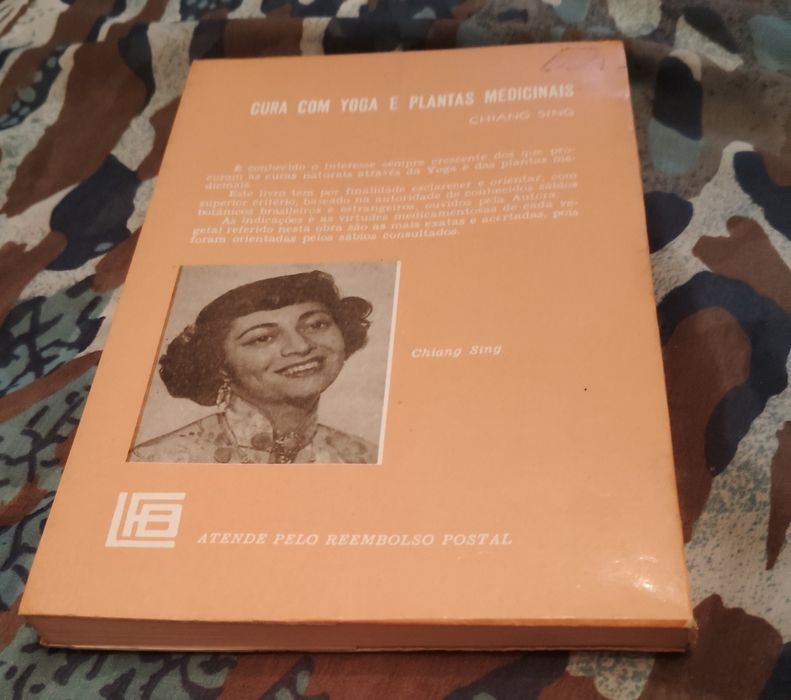 CURA COM YOGA E PLANTAS MEDICINAIS
CHIANG SING
É conhecido o interesse sempre crescente dos que pro-
curam as curas naturais através da Yoga e das plantas me-
dicinais.
Este livro tem por finalidade esclarecer e orientar, com
superior critério, baseado na autoridade de conhecidos sábios
botânicos brasileiros e estrangeiros, ouvidos pela Autora.
As indicações e as virtudes medicamentosas de cada ve-
getal referido nesta obra são as mais exatas e acertadas, pois
foram orientadas pelos sábios consultados.
Chiang Sing
ATENDE PELO REEMBOLSO POSTAL